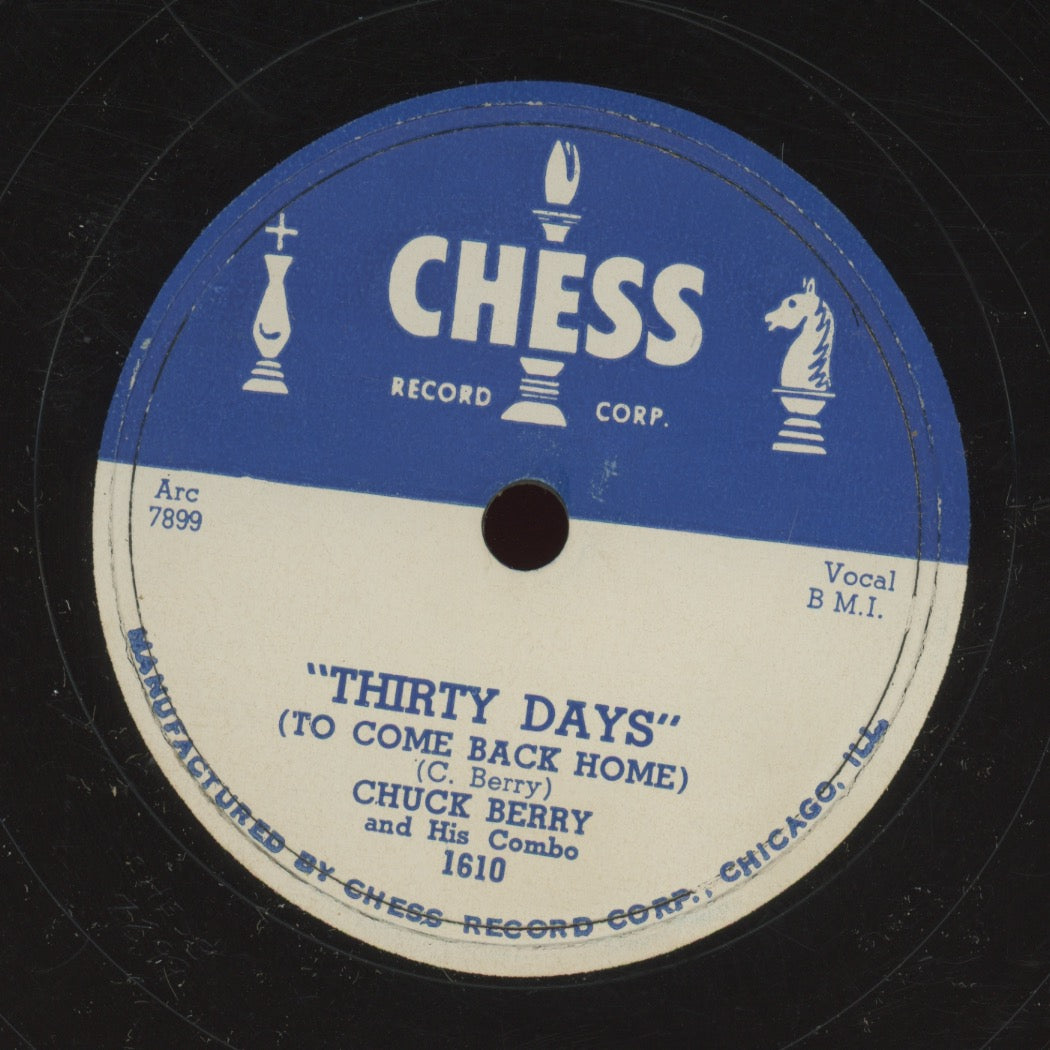 CHESS
RECORD CORP.
Arc
7899
Vocal
B M.I.
"THIRTY DAYS"
(TO COME BACK HOME)
(C. Berry)
CHUCK BERRY
and His Combo
1610
MANUFACTURED BY CHESS RECORD CORP., CHICAGO, ILL